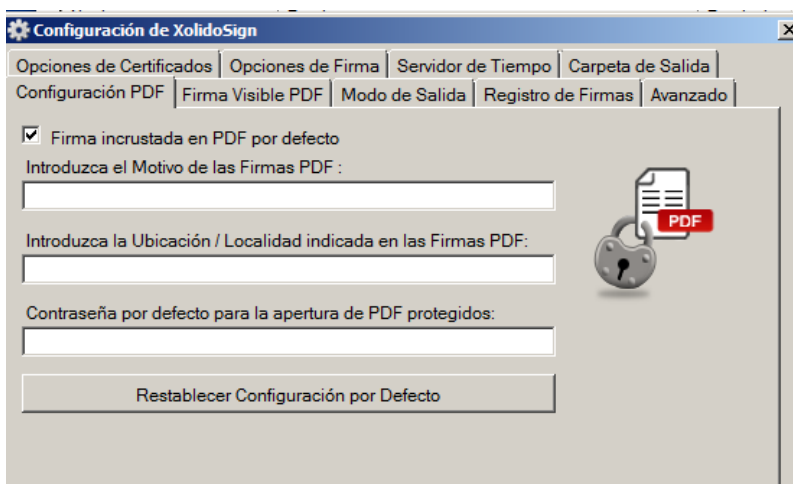 Configuración de XolidoSign
Opciones de Certificados Opciones de Firma Servidor de Tiempo Carpeta de Salida
Configuración PDF Firma Visible PDF Modo de Salida Registro de Firmas Avanzado
Firma incrustada en PDF por defecto
Introduzca el Motivo de las Firmas PDF :
PDF
Introduzca la Ubicación / Localidad indicada en las Firmas PDF:
Contraseña por defecto para la apertura de PDF protegidos:
Restablecer Configuración por Defecto